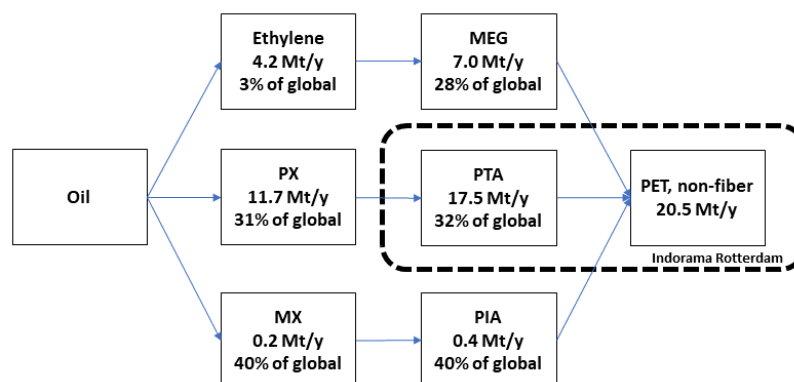 Ethylene
4.2 Mt/y
3% of global
MEG
7.0 Mt/y
28% of global
Oil
PX
11.7 Mt/y
31% of global
PTA
17.5 Mt/y
32% of global
PET, non-fiber
20.5 Mt/y
Indorama Rotterdam
MX
0.2 Mt/y
40% of global
PIA
0.4 Mt/y
40% of global